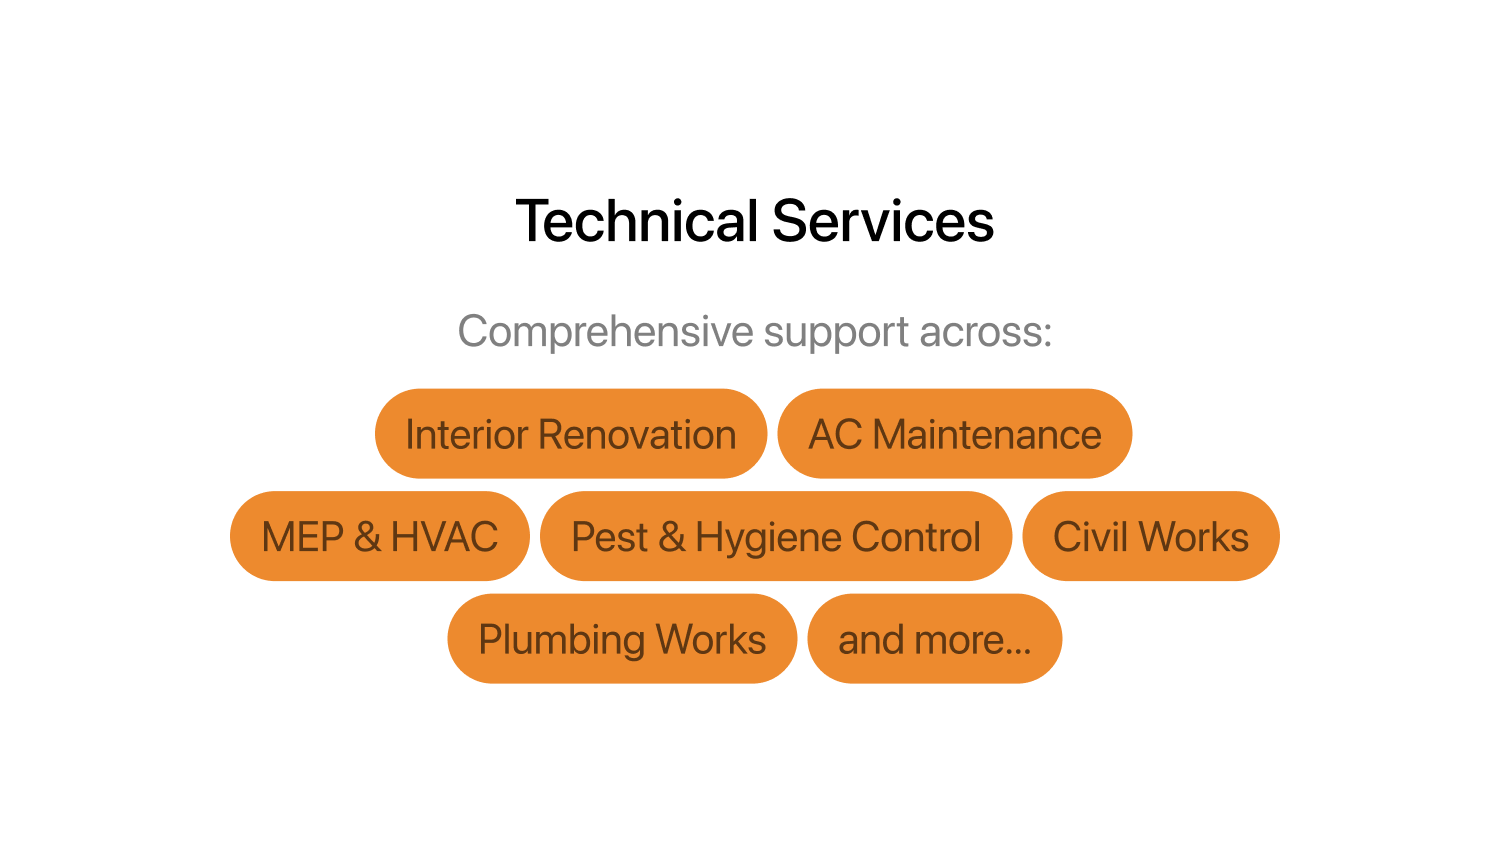 Technical Services
Comprehensive support across:
Interior Renovation AC Maintenance
MEP & HVAC Pest & Hygiene Control Civil Works
Plumbing Works and more...